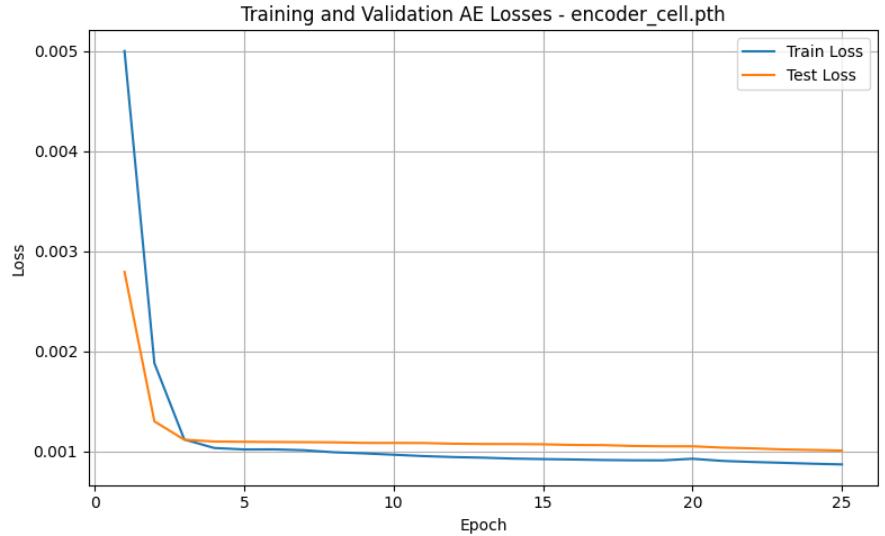 Training and Validation AE Losses - encoder_cell.pth
Train Loss
Test Loss
0.005
0.004
0.003
0.002
0.001
Loss
0 5 10 15 20 25
Epoch